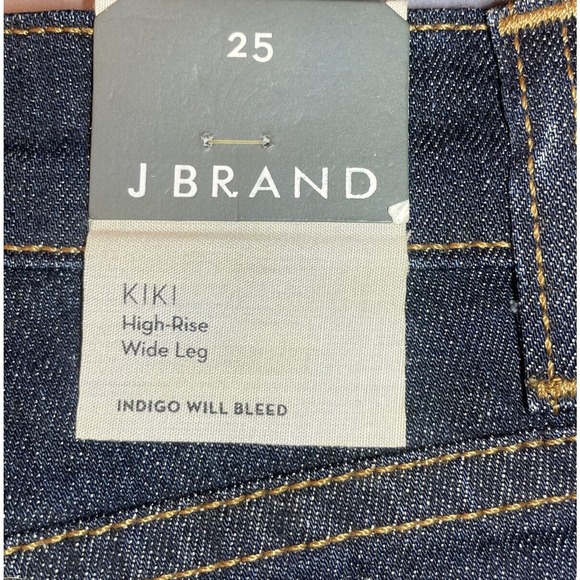 25
J BRAND
KIKI
High-Rise
Wide Leg
INDIGO WILL BLEED